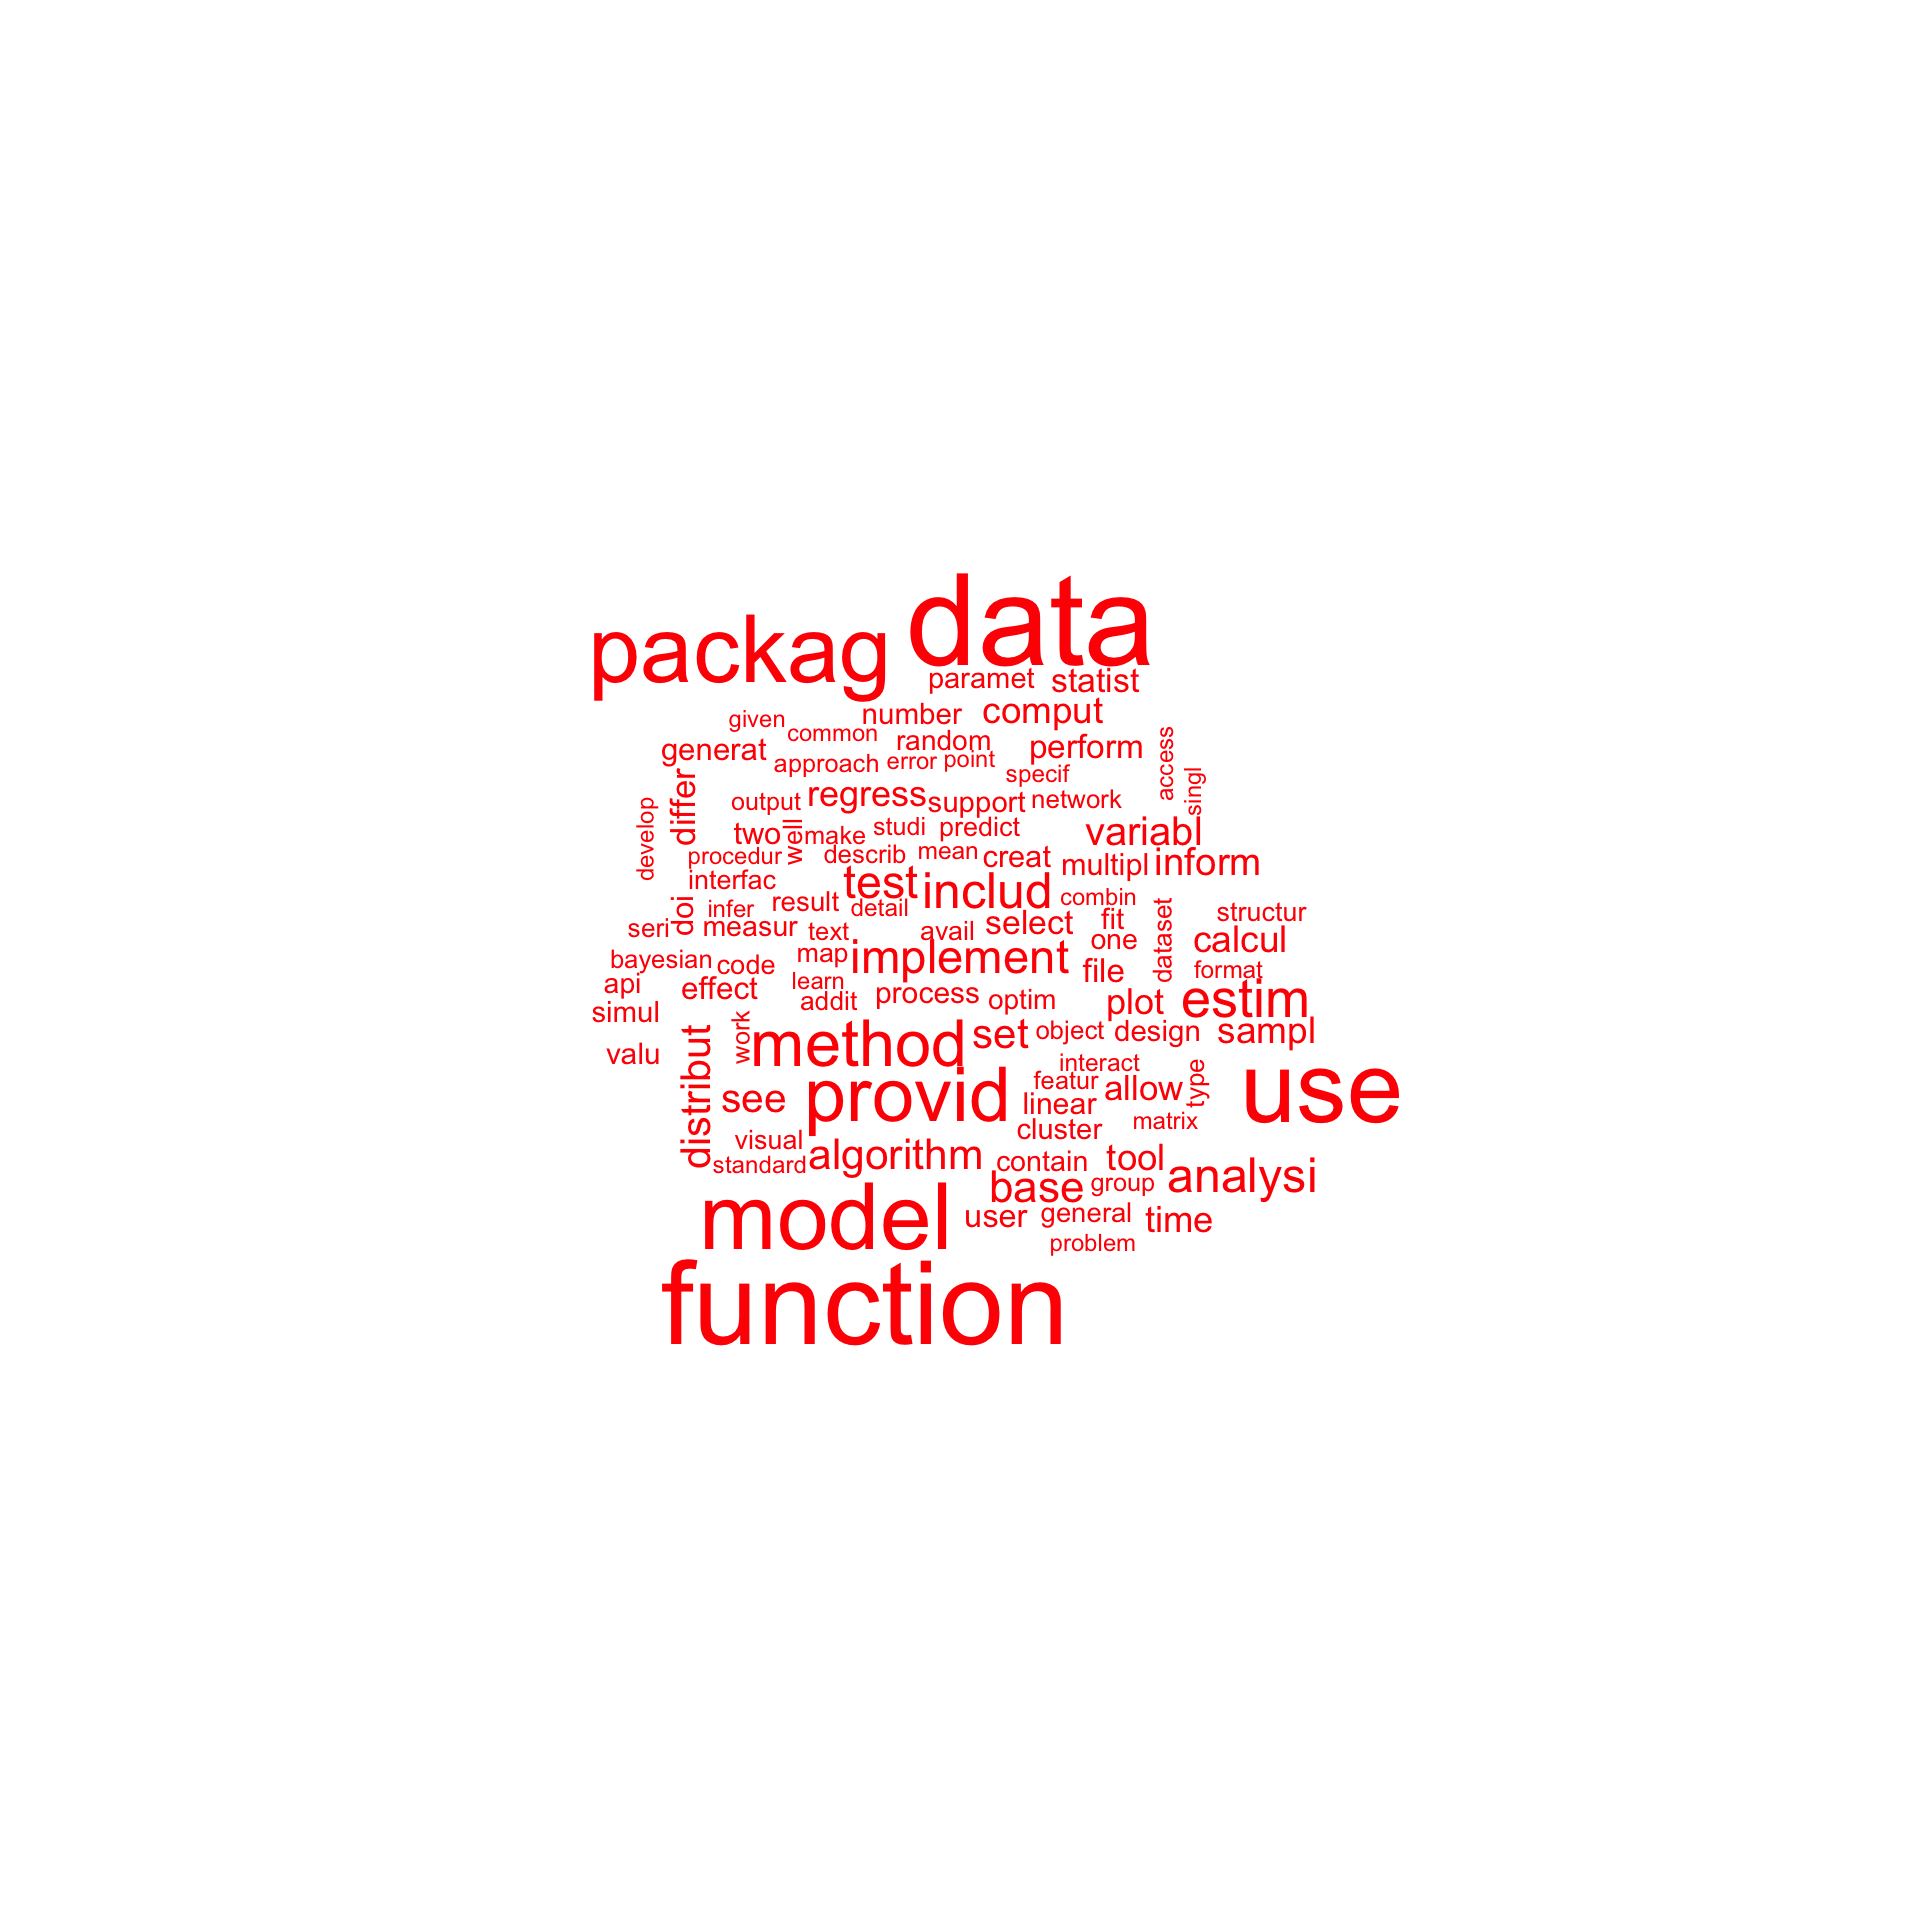 data
packag
paramet statist
given number comput
common random perform
generat approach error point access
specif singl
differ output regress support network
develop two well make studi predict variabl
procedur describ mean creat multipl inform
interfac test includ combin
doi infer result detail fit dataset structur
seri measur text avail select one calcul
bayesian code map implement file format
api effect learn process optim plot estim
simul addit
work method set object design sampl
valu interact
distribut see provid featur allow type use
linear matrix
visual cluster
standard algorithm contain tool analysi
base group
model user general time
problem
function